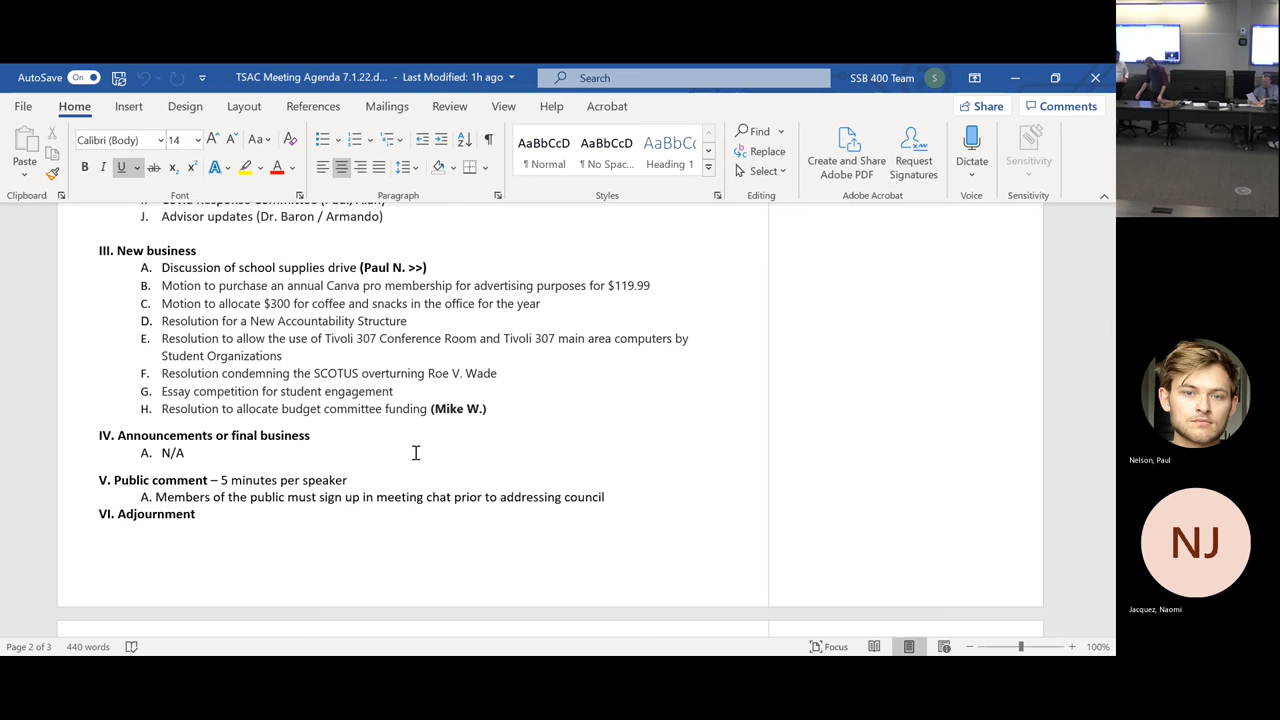 AutoSave On TSAC Meeting Agenda 7.1.22.d... - Last Modified: 1h ago Search SSB 400 Team S
File Home Insert Design Layout References Mailings Review View Help Acrobat Share Comments
Calibri (Body) 14 Aa AaBbCcD AaBbCcD AaBbCc Find
Paste B I U ab x₂ x² A A ¶ Normal ¶ No Spac... Heading 1 Replace Select Create and Share Adobe PDF Request Signatures Dictate Sensitivity
Clipboard Font Paragraph Styles Editing Adobe Acrobat Voice Sensitivity
J. Advisor updates (Dr. Baron / Armando)
III. New business
A. Discussion of school supplies drive (Paul N. >>)
B. Motion to purchase an annual Canva pro membership for advertising purposes for $119.99
C. Motion to allocate $300 for coffee and snacks in the office for the year
D. Resolution for a New Accountability Structure
E. Resolution to allow the use of Tivoli 307 Conference Room and Tivoli 307 main area computers by
Student Organizations
F. Resolution condemning the SCOTUS overturning Roe V. Wade
G. Essay competition for student engagement
H. Resolution to allocate budget committee funding (Mike W.)
IV. Announcements or final business
A. N/A
V. Public comment – 5 minutes per speaker
A. Members of the public must sign up in meeting chat prior to addressing council
VI. Adjournment
Page 2 of 3 440 words Focus 100%
Nelson, Paul
NJ
Jacquez, Naomi